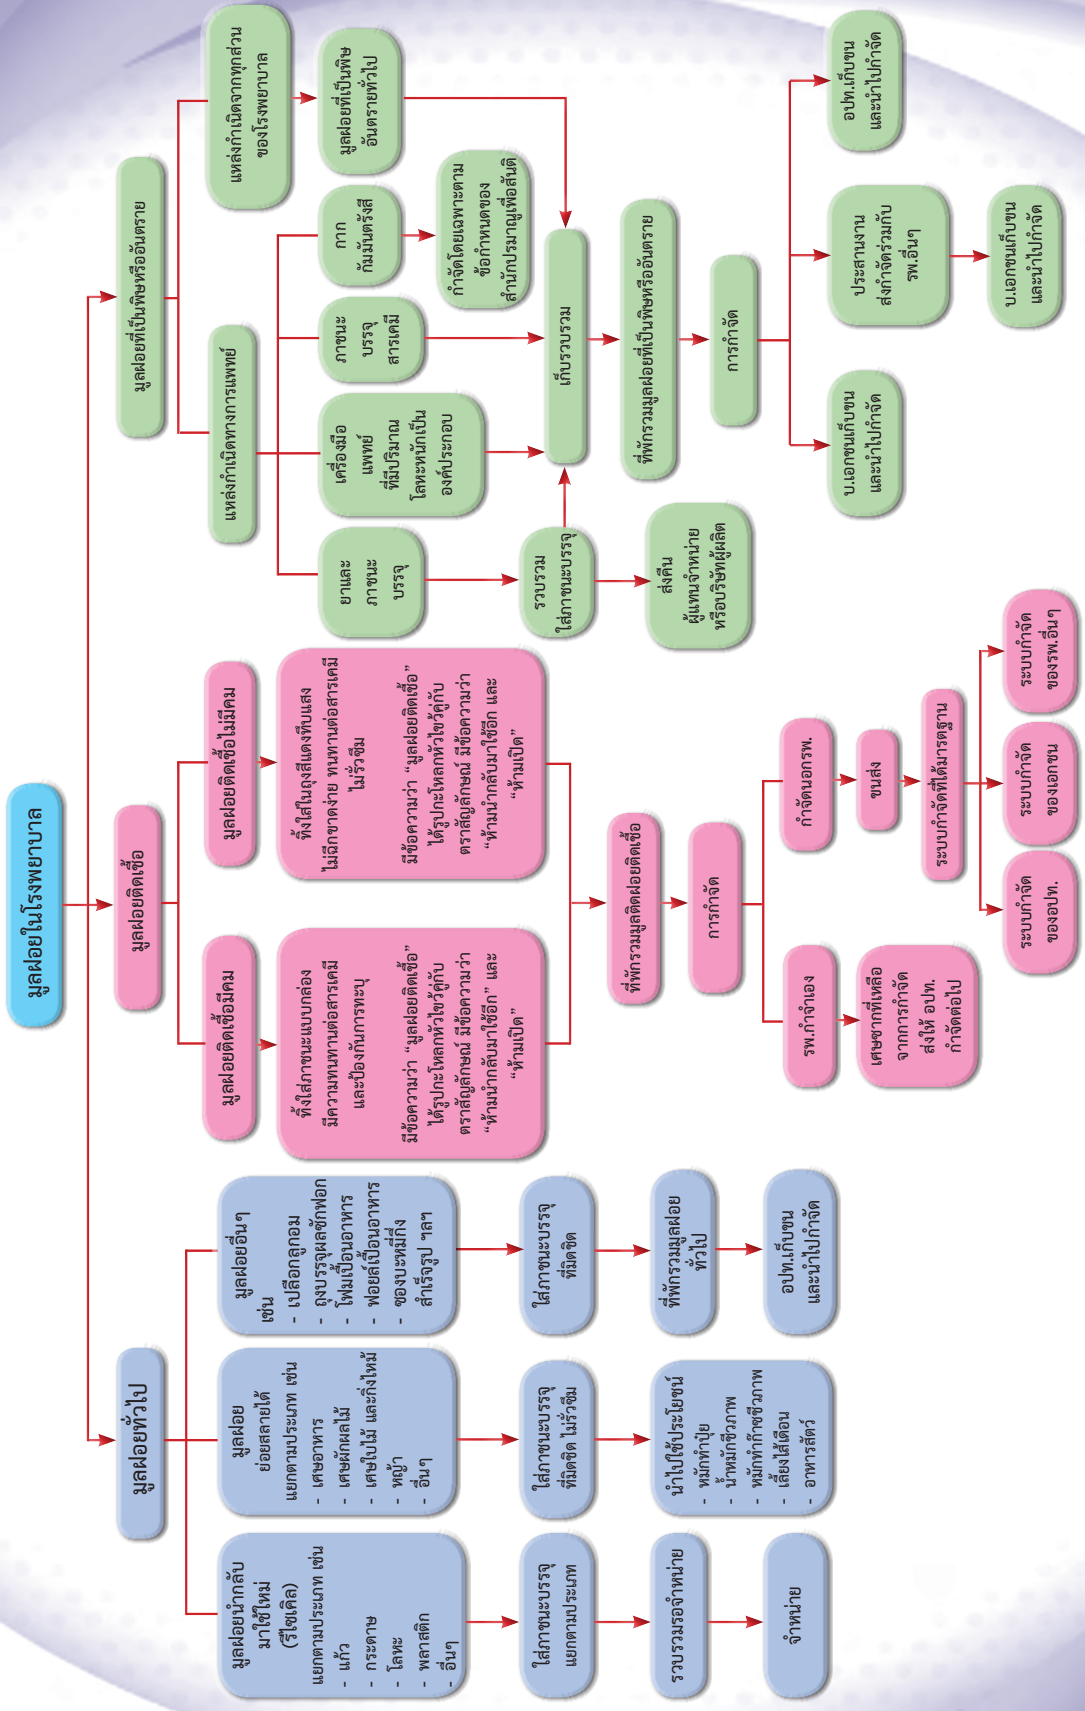 มูลฝอยในโรงพยาบาล
มูลฝอยทั่วไป
มูลฝอยนำกลับ
มาใช้ใหม่
(รีไซเคิล)
แยกตามประเภท เช่น
- แก้ว
- กระดาษ
- โลหะ
- พลาสติก
- อื่นๆ
ใส่ภาชนะบรรจุ
แยกตามประเภท
รวบรวมรอจำหน่าย
จำหน่าย
มูลฝอย
ย่อยสลายได้
แยกตามประเภท เช่น
- เศษอาหาร
- เศษผักผลไม้
- เศษใบไม้ และกิ่งไม้
- หญ้า
- อื่นๆ
ใส่ภาชนะบรรจุ
ที่มิดชิด ไม่รั่วซึม
นำไปใช้ประโยชน์
- หมักทำปุ๋ย
- น้ำหมักชีวภาพ
- หมักทำก๊าซชีวภาพ
- เลี้ยงไส้เดือน
- อาหารสัตว์
มูลฝอยอื่นๆ
เช่น
- เปลือกลูกอม
- ถุงบรรจุผลซักฟอก
- โฟมเปื้อนอาหาร
- ฟอยล์เปื้อนอาหาร
- ซองบะหมี่กึ่ง
สำเร็จรูป ฯลฯ
ใส่ภาชนะบรรจุ
ที่มิดชิด
ที่พักรวมมูลฝอย
ทั่วไป
อปท.เก็บขน
และนำไปกำจัด
มูลฝอยติดเชื้อ
มูลฝอยติดเชื้อมีคม
ทิ้งใส่ภาชนะแบบกล่อง
มีความทนทานต่อสารเคมี
และป้องกันการทะบุ
มีข้อความว่า “มูลฝอยติดเชื้อ”
ได้รูปกะโหลกหัวไขว้คู่กับ
ตราสัญลักษณ์ มีข้อความว่า
“ห้ามนำกลับมาใช้อีก” และ
“ห้ามเปิด”
มูลฝอยติดเชื้อไม่มีคม
ทิ้งใส่ในถุงสีแดงทึบแสง
ไม่ฉีกขาดง่าย ทนทานต่อสารเคมี
ไม่รั่วซึม
มีข้อความว่า “มูลฝอยติดเชื้อ”
ได้รูปกะโหลกหัวไขว้คู่กับ
ตราสัญลักษณ์ มีข้อความว่า
“ห้ามนำกลับมาใช้อีก และ
“ห้ามเปิด”
ที่พักรวมมูลติดฝอยติดเชื้อ
การกำจัด
รพ.กำจำเอง
เศษซากที่เหลือ
จากการกำจัด
ส่งให้ อปท.
กำจัดต่อไป
กำจัดนอกรพ.
ขนส่ง
ระบบกำจัดที่ได้มารตฐาน
ระบบกำจัด
ของอปท.
ระบบกำจัด
ของเอกชน
ระบบกำจัด
ของรพ.อื่นๆ
มูลฝอยที่เป็นพิษหรืออันตราย
แหล่งกำเนิดทางการแพทย์
ยาและ
ภาชนะ
บรรจุ
เครื่องมือ
แพทย์
ที่มีปริมาณ
โลหะหนักเป็น
องค์ประกอบ
ภาชนะ
บรรจุ
สารเคมี
กาก
กัมมันตรังสี
กำจัดโดยเฉพาะตาม
ข้อกำหนดของ
สำนักปรมาณูเพื่อสันติ
แหล่งกำเนิดจากทุกส่วน
ของโรงพยาบาล
มูลฝอยที่เป็นพิษ
อันตรายทั่วไป
รวบรวม
ใส่ภาชนะบรรจุ
ส่งคืน
ผู้แทนจำหน่าย
หรือบริษัทผู้ผลิต
เก็บรวบรวม
ที่พักรวมมูลฝอยที่เป็นพิษหรืออันตราย
การกำจัด
บ.เอกชนเก็บขน
และนำไปกำจัด
ประสานงาน
ส่งกำจัดร่วมกับ
รพ.อื่นๆ
บ.เอกชนเก็บขน
และนำไปกำจัด
อปท.เก็บขน
และนำไปกำจัด